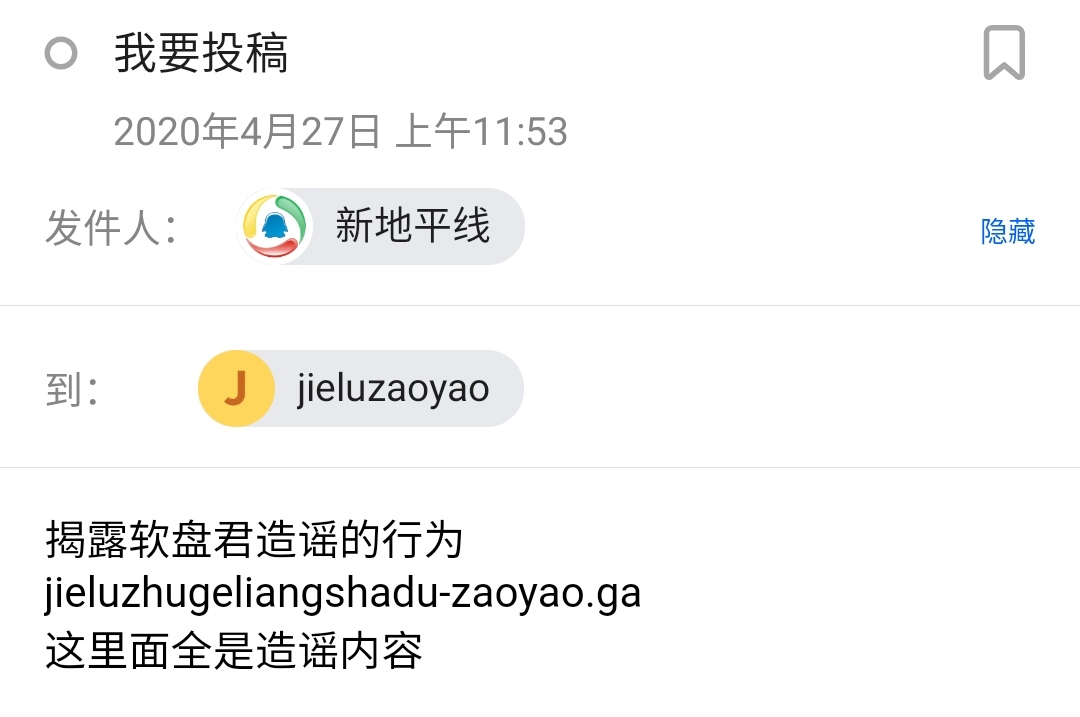 我要投稿
2020年4月27日 上午11:53
发件人： 新地平线 隐藏
到： J jieluzaoyao
揭露软盘君造谣的行为
jieluzhugeliangshadu-zaoyao.ga
这里面全是造谣内容